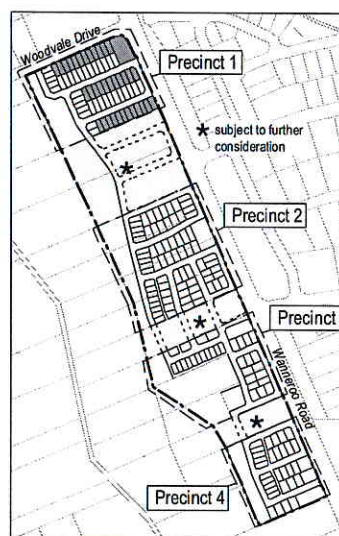 Woodvale Drive
Precinct 1
* subject to further
consideration
Precinct 2
Precinct
Wanneroo Road
Precinct 4